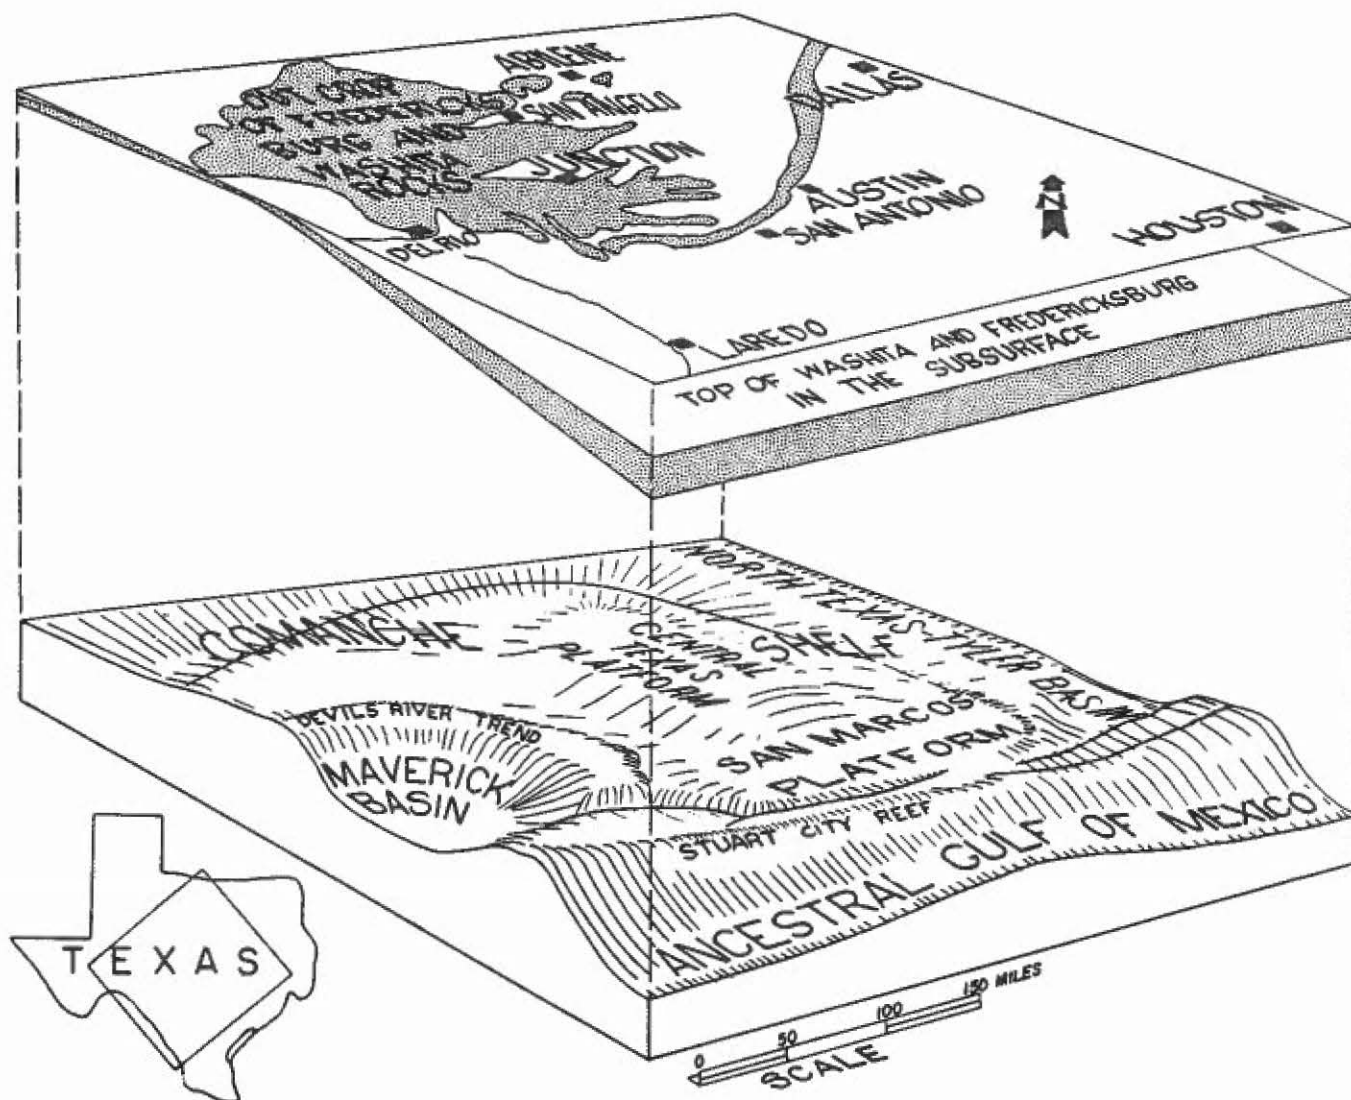 ABILENE
DALLAS
OUTCROP
OF FREDERICKS
BURG AND
WASHITA
ROCKS
SAN ANGELO
JUNCTION
AUSTIN
SAN ANTONIO
N
HOUSTON
DEL RIO
LAREDO
TOP OF WASHITA AND FREDERICKSBURG
IN THE SUBSURFACE
NORTH TEXAS-TYLER BASIN
COMANCHE SHELF
CENTRAL
TEXAS
PLATFORM
DEVILS RIVER TREND
SAN MARCOS
PLATFORM
MAVERICK
BASIN
STUART CITY REEF
ANCESTRAL GULF OF MEXICO
TEXAS
0 50 100 150 MILES
SCALE